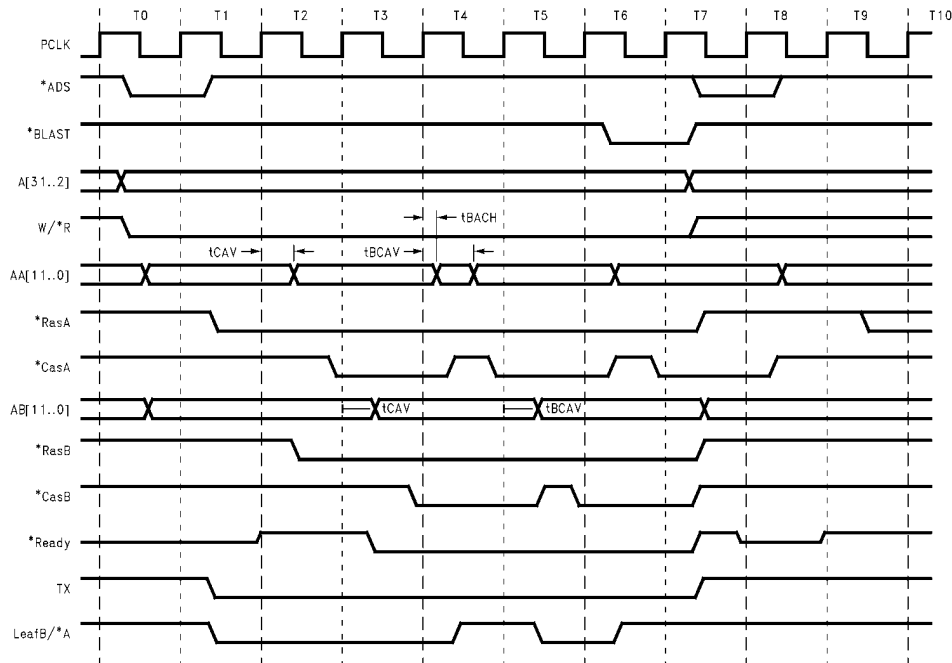 T0 T1 T2 T3 T4 T5 T6 T7 T8 T9 T10
PCLK
*ADS
*BLAST
A[31..2]
W/*R
tBACH
tCAV tBCAV
AA[11..0]
*RasA
*CasA
AB[11..0] tCAV tBCAV
*RasB
*CasB
*Ready
TX
LeafB/*A